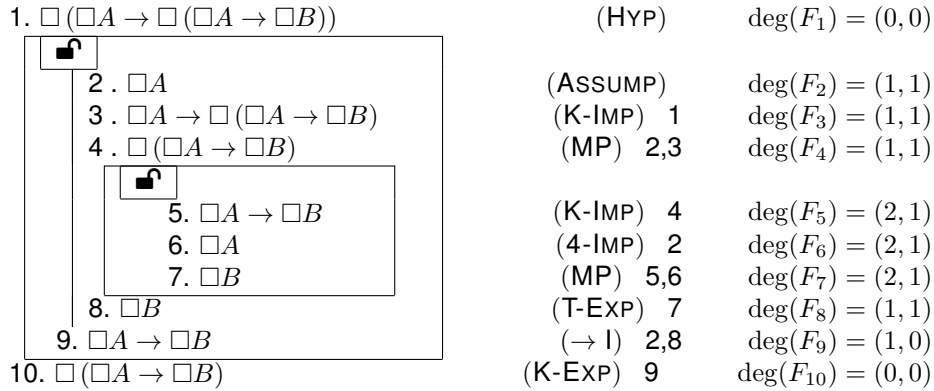 1. □ (□A → □ (□A → □B)) (HYP) deg(F₁) = (0, 0)
2 . □A (ASSUMP) deg(F₂) = (1, 1)
3 . □A → □ (□A → □B) (K-IMP) 1 deg(F₃) = (1, 1)
4 . □ (□A → □B) (MP) 2,3 deg(F₄) = (1, 1)
5. □A → □B (K-IMP) 4 deg(F₅) = (2, 1)
6. □A (4-IMP) 2 deg(F₆) = (2, 1)
7. □B (MP) 5,6 deg(F₇) = (2, 1)
8. □B (T-EXP) 7 deg(F₈) = (1, 1)
9. □A → □B (→ I) 2,8 deg(F₉) = (1, 0)
10. □ (□A → □B) (K-EXP) 9 deg(F₁₀) = (0, 0)